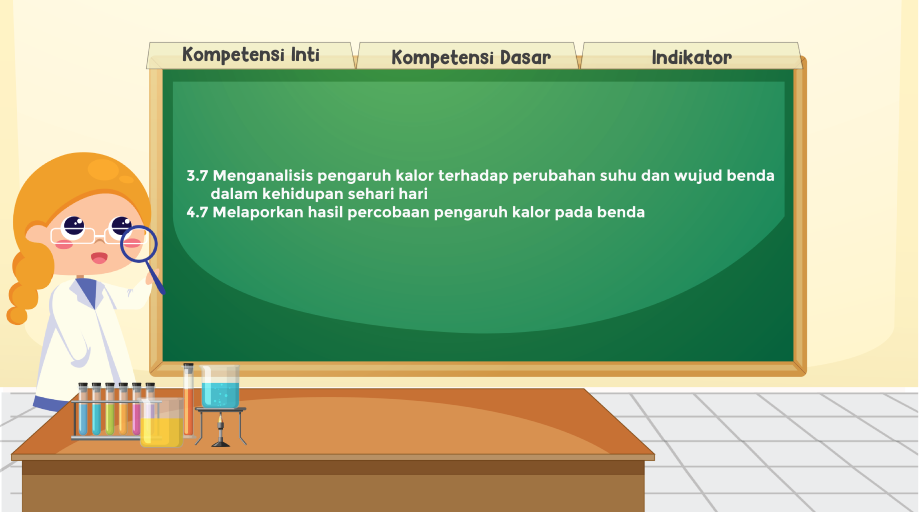 Kompetensi Inti
Kompetensi Dasar
Indikator
3.7 Menganalisis pengaruh kalor terhadap perubahan suhu dan wujud benda
dalam kehidupan sehari hari
4.7 Melaporkan hasil percobaan pengaruh kalor pada benda